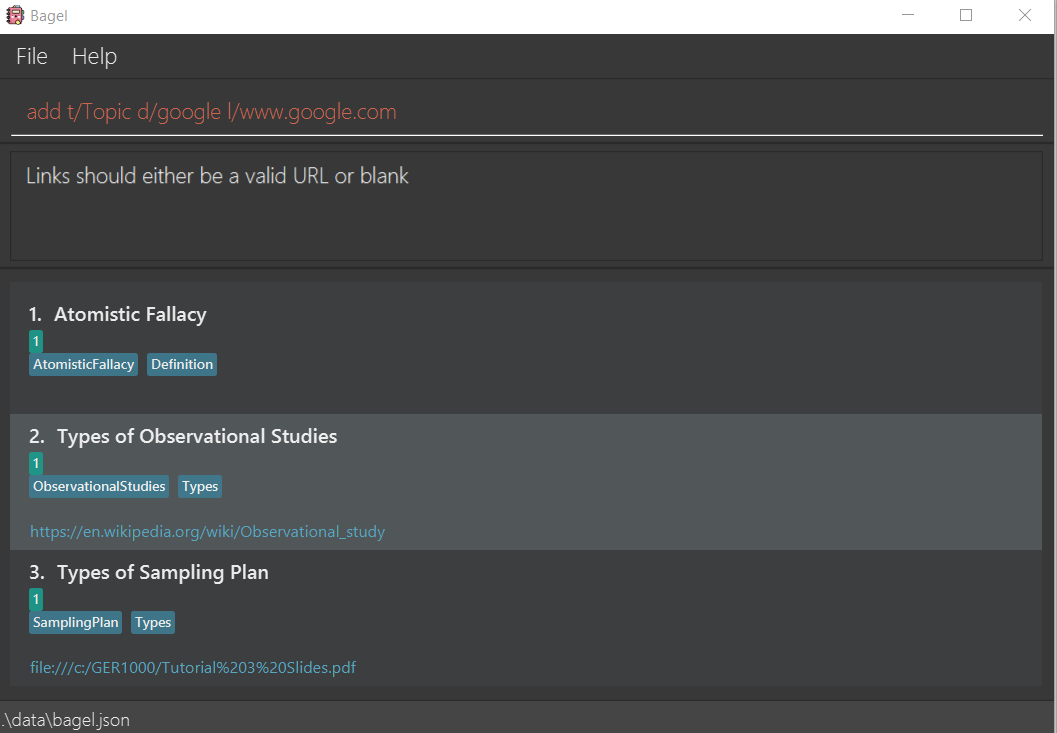 Bagel
File Help
add t/Topic d/google l/www.google.com
Links should either be a valid URL or blank
1. Atomistic Fallacy
1
AtomisticFallacy Definition
2. Types of Observational Studies
1
ObservationalStudies Types
https://en.wikipedia.org/wiki/Observational_study
3. Types of Sampling Plan
1
SamplingPlan Types
file:///c:/GER1000/Tutorial%203%20Slides.pdf
.\data\bagel.json